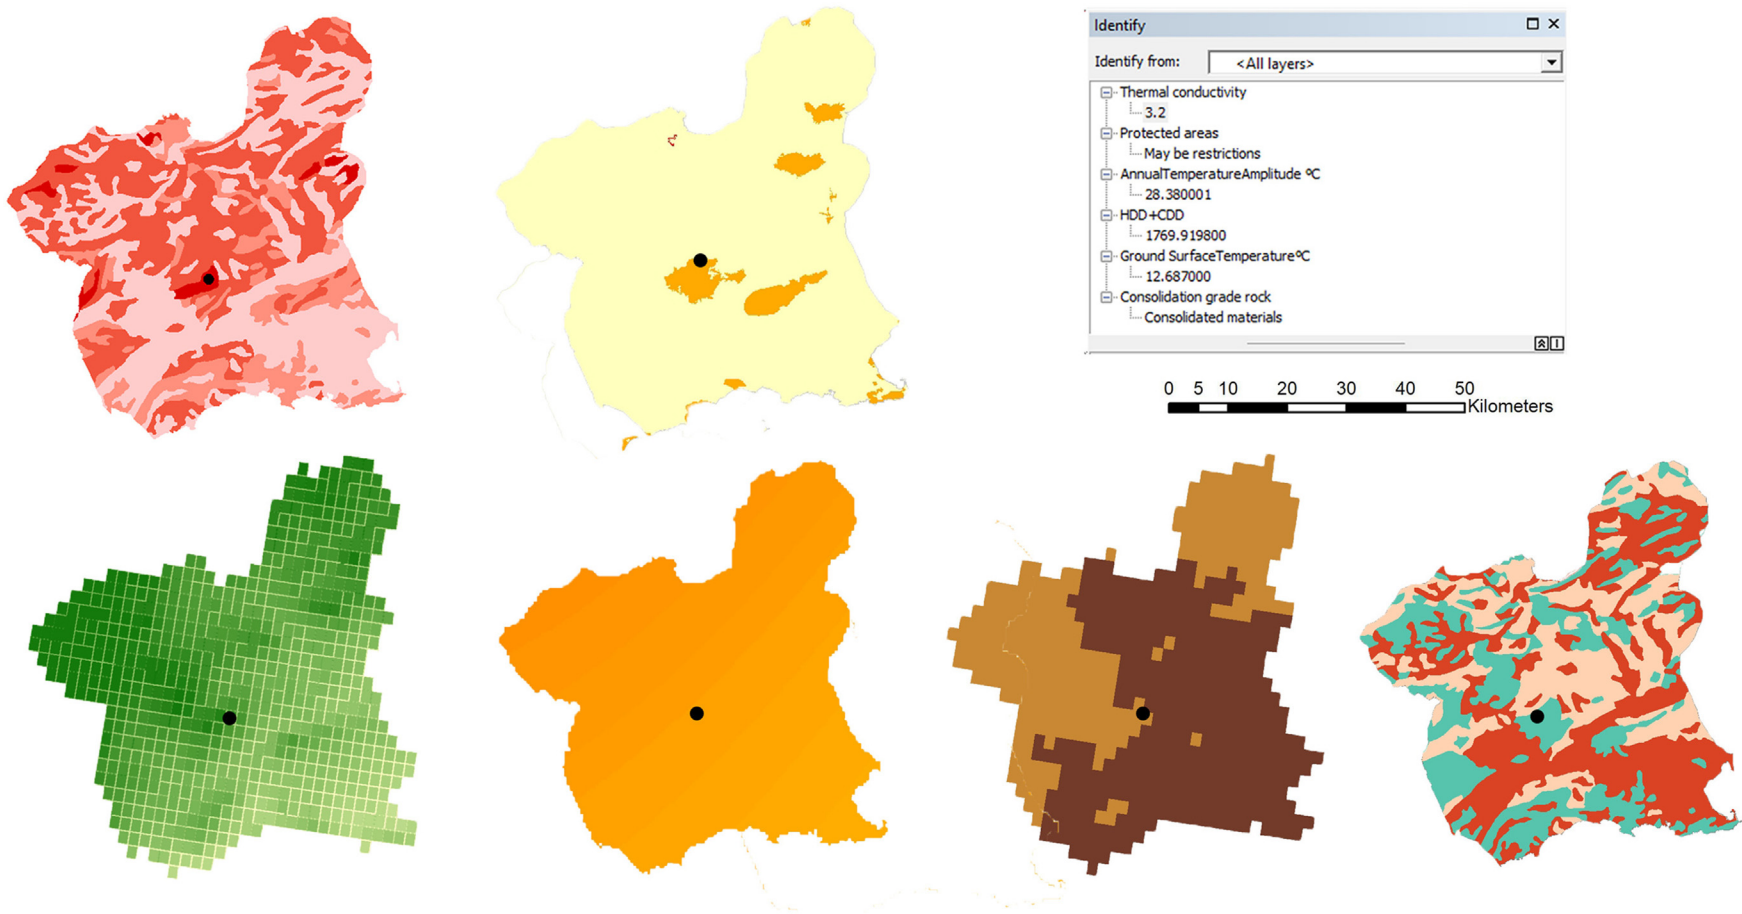 Identify
Identify from: <All layers>
Thermal conductivity
3.2
Protected areas
May be restrictions
AnnualTemperatureAmplitude ºC
28.380001
HDD+CDD
1769.919800
Ground SurfaceTemperatureºC
12.687000
Consolidation grade rock
Consolidated materials
0 5 10 20 30 40 50
Kilometers